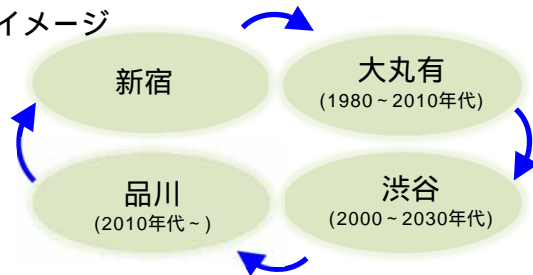 イメージ
新宿
大丸有
(1980~2010年代)
品川
(2010年代~)
渋谷
(2000~2030年代)